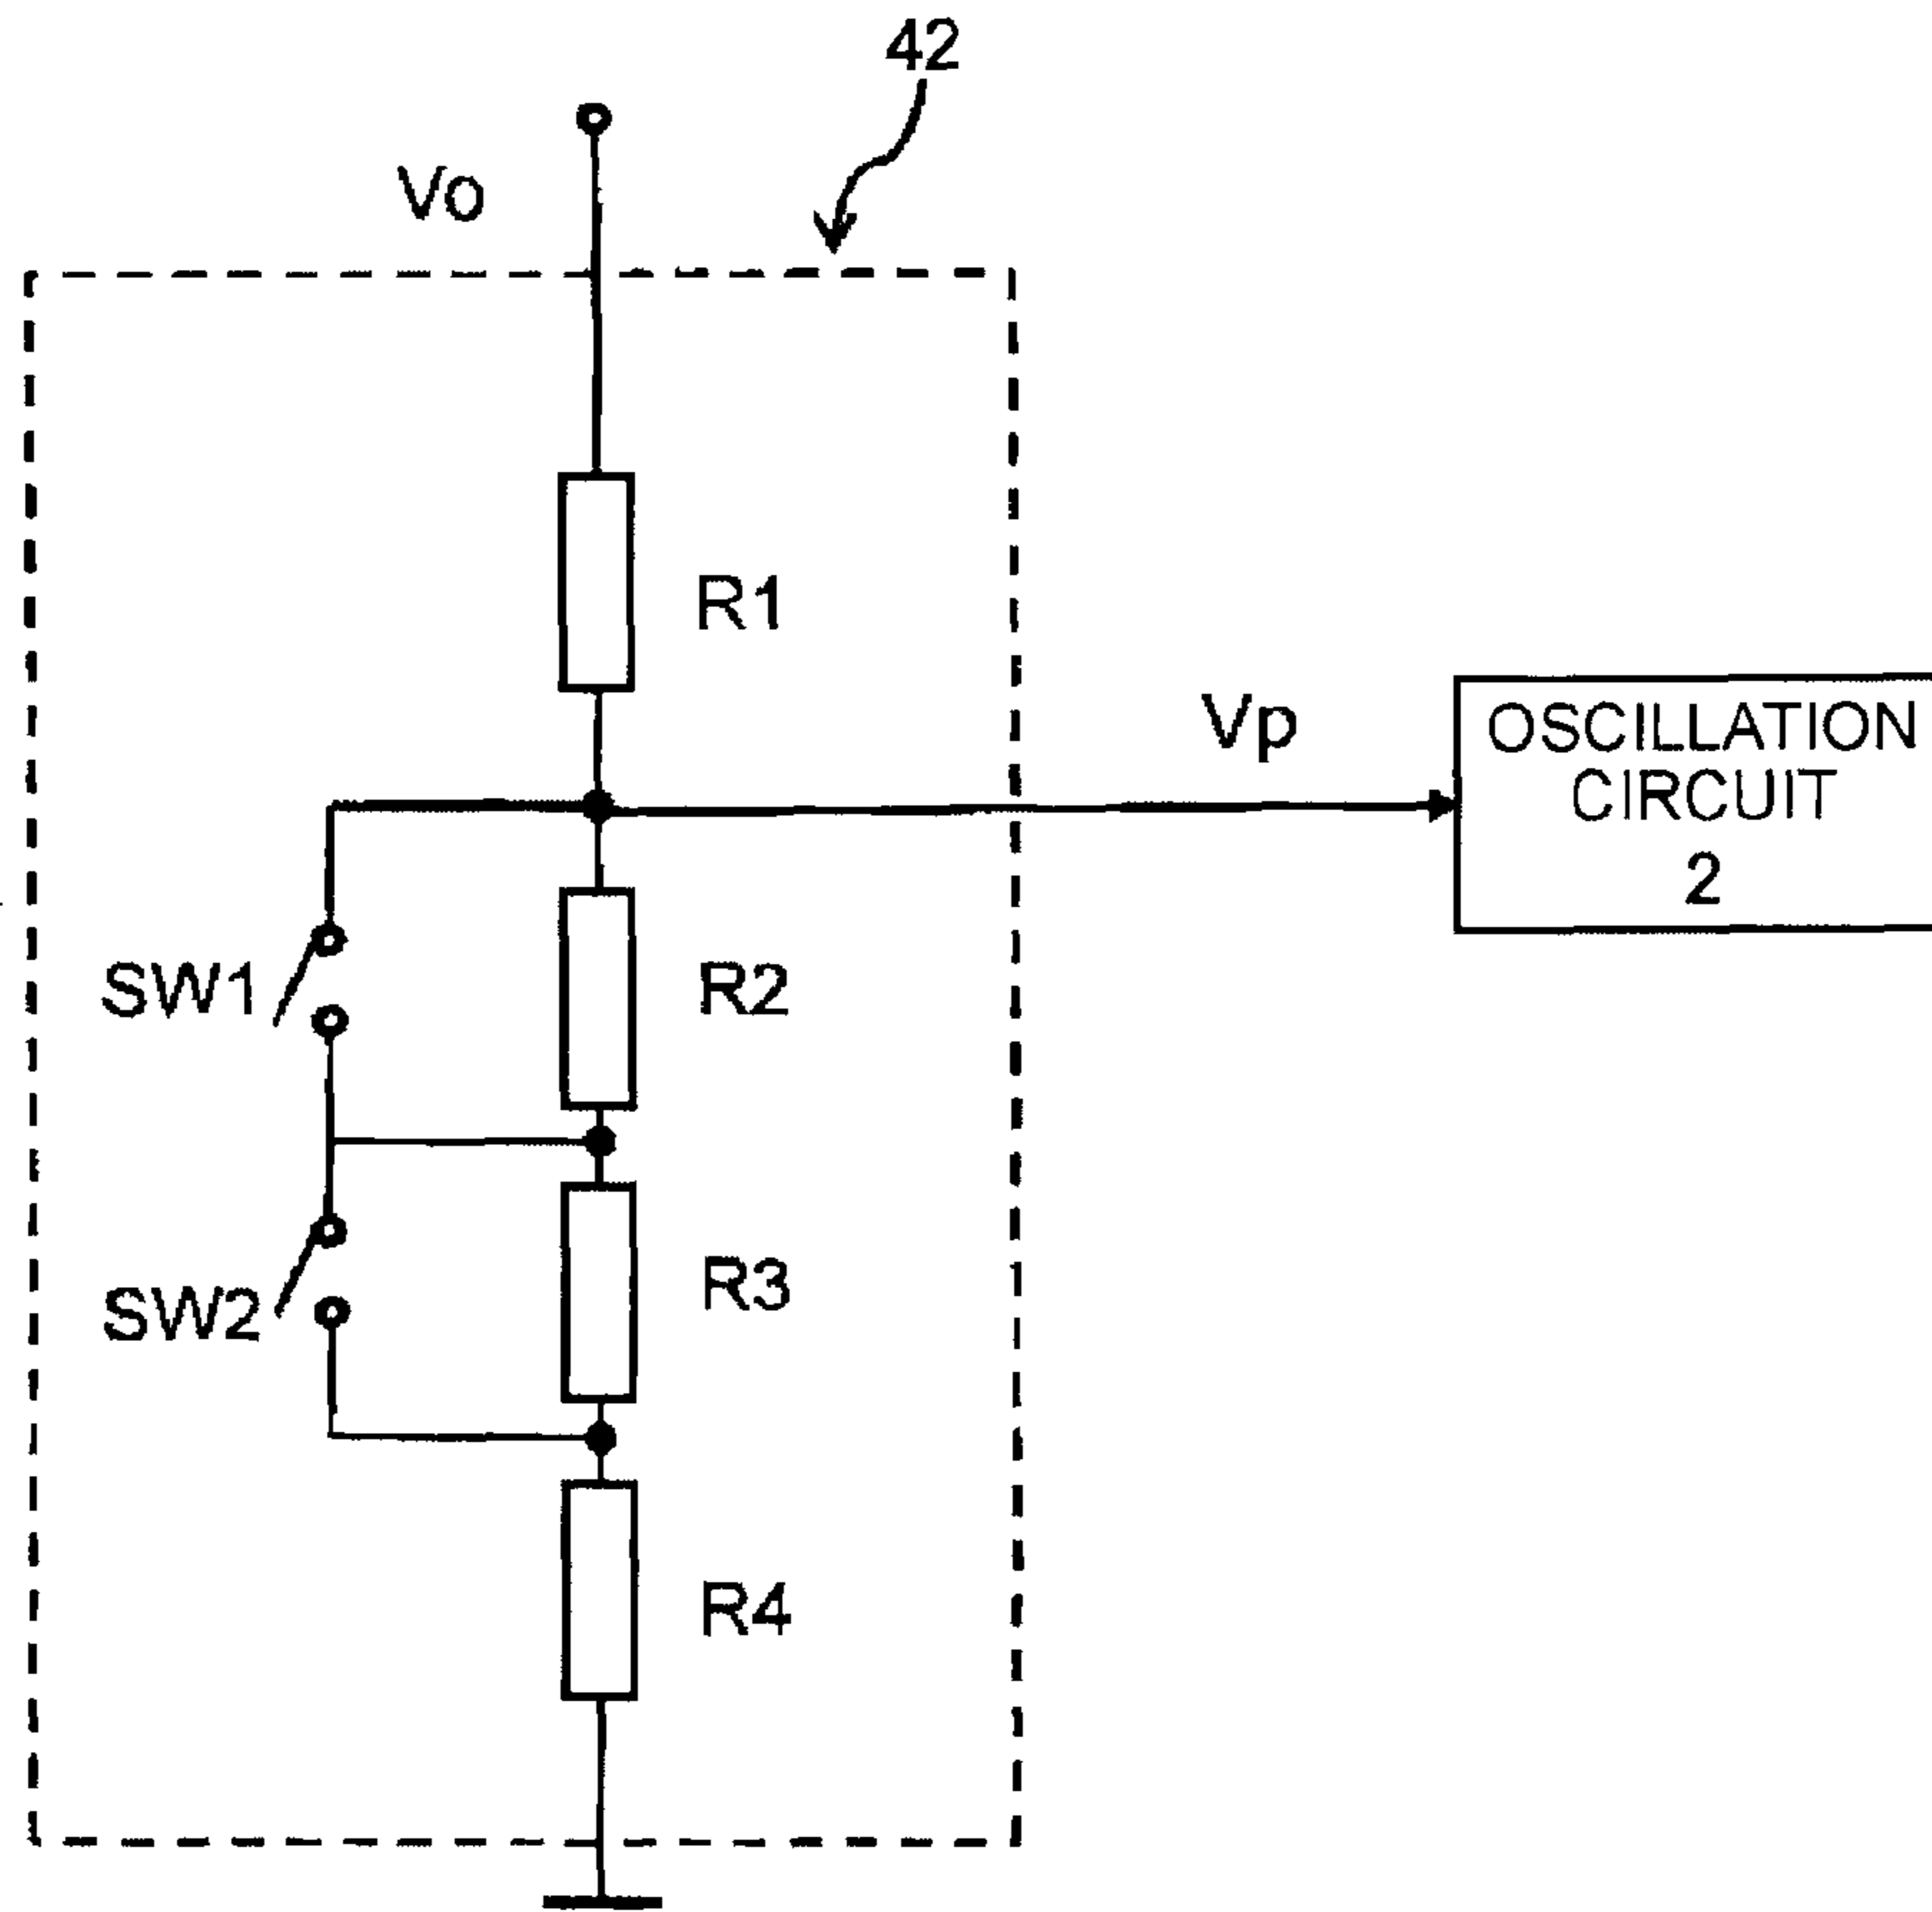 42
Vo
R1
Vp
OSCILLATION
CIRCUIT
2
SW1
R2
SW2
R3
R4